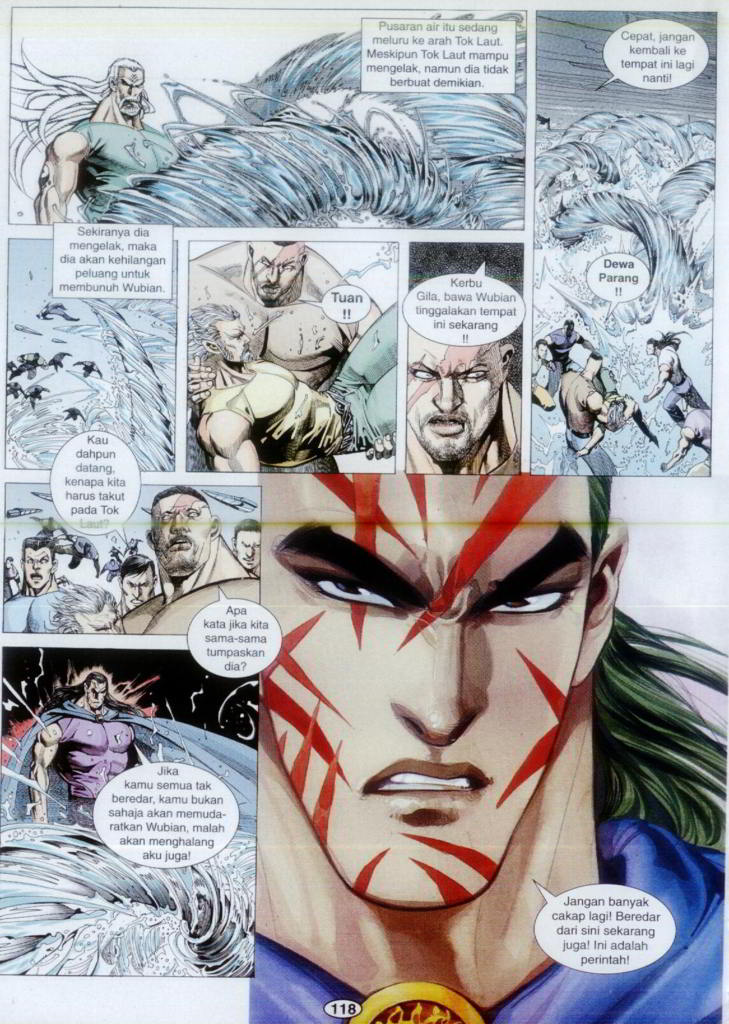 Pusaran air itu sedang
meluru ke arah Tok Laut.
Meskipun Tok Laut mampu
mengelak, namun dia tidak
berbuat demikian.
Cepat, jangan
kembali ke
tempat ini lagi
nanti!
Sekiranya dia
mengelak, maka
dia akan kehilangan
peluang untuk
membunuh Wubian.
Tuan
!!
Kerbu
Gila, bawa Wubian
tinggalakan tempat
ini sekarang
!!
Dewa
Parang
!!
Kau
dahpun
datang,
kenapa kita
harus takut
pada Tok
Laut?
Apa
kata jika kita
sama-sama
tumpaskan
dia?
Jika
kamu semua tak
beredar, kamu bukan
sahaja akan memuda-
ratkan Wubian, malah
akan menghalang
aku juga!
Jangan banyak
cakap lagi! Beredar
dari sini sekarang
juga! Ini adalah
perintah!
118